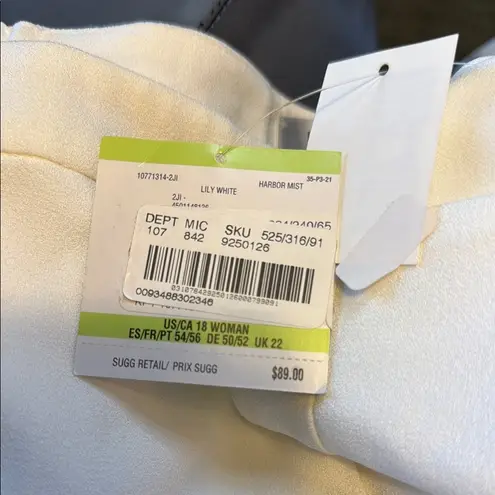 10771314-2JI 35-P3-21
LILY WHITE HARBOR MIST
2JI -
DEPT MIC SKU 525/316/91
107 842 9250126
0310784292501260007998091
0093488302346
US/CA 18 WOMAN
ES/FR/PT 54/56 DE 50/52 UK 22
SUGG RETAIL/ PRIX SUGG $89.00